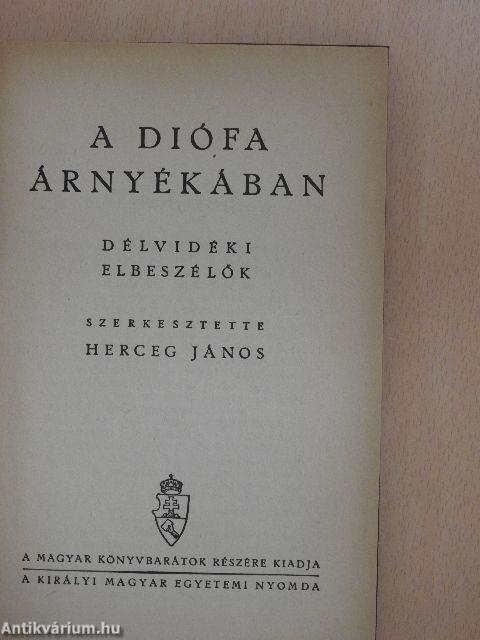 A DIÓFA
ÁRNYÉKÁBAN
DÉLVIDÉKI
ELBESZÉLŐK
SZERKESZTETTE
HERCEG JÁNOS
A MAGYAR KÖNYVBARÁTOK RÉSZÉRE KIADJA
A KIRÁLYI MAGYAR EGYETEMI NYOMDA
Antikvárium.hu